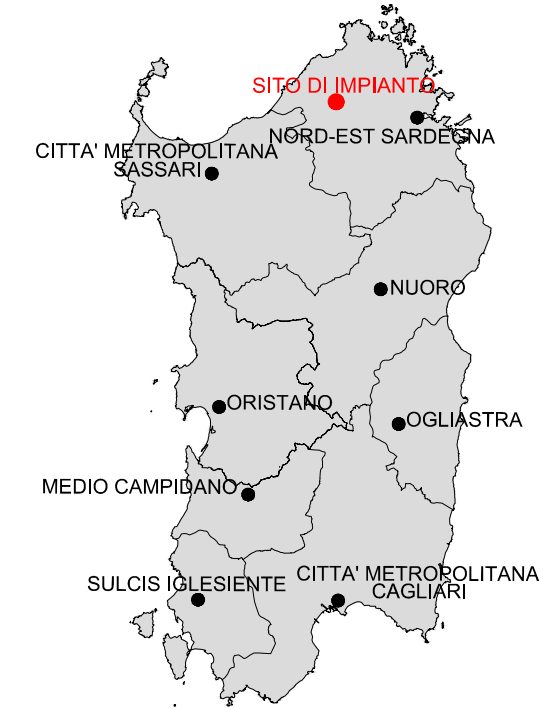 SITO DI IMPIANTO
NORD-EST SARDEGNA
CITTA' METROPOLITANA
SASSARI
NUORO
ORISTANO
OGLIASTRA
MEDIO CAMPIDANO
SULCIS IGLESIENTE
CITTA' METROPOLITANA
CAGLIARI